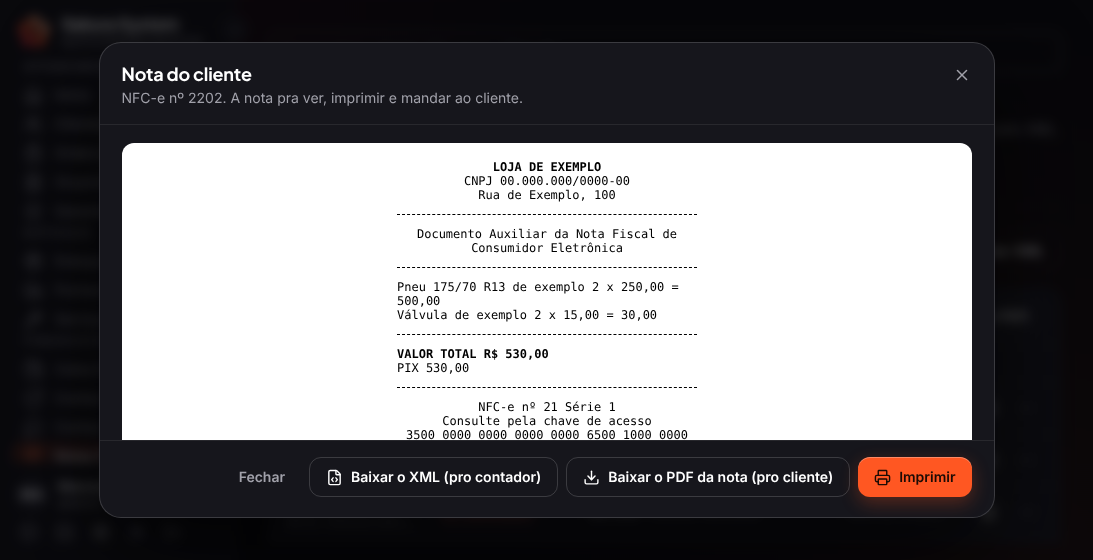 Nota do cliente
NFC-e nº 2202. A nota pra ver, imprimir e mandar ao cliente.
LOJA DE EXEMPLO
CNPJ 00.000.000/0000-00
Rua de Exemplo, 100
Documento Auxiliar da Nota Fiscal de
Consumidor Eletrônica
Pneu 175/70 R13 de exemplo 2 x 250,00 =
500,00
Válvula de exemplo 2 x 15,00 = 30,00
VALOR TOTAL R$ 530,00
PIX 530,00
NFC-e nº 21 Série 1
Consulte pela chave de acesso
3500 0000 0000 0000 0000 6500 1000 0000
Fechar
Baixar o XML (pro contador)
Baixar o PDF da nota (pro cliente)
Imprimir